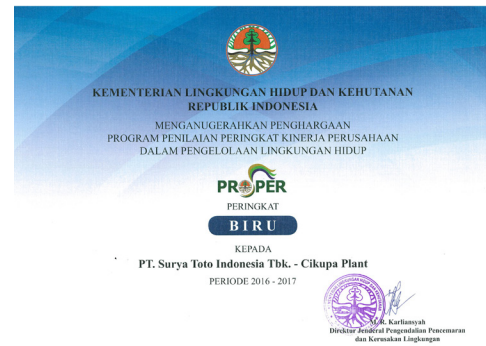 KEMENTERIAN LINGKUNGAN HIDUP DAN KEHUTANAN
REPUBLIK INDONESIA
MENGANUGERAHKAN PENGHARGAAN
PROGRAM PENILAIAN PERINGKAT KINERJA PERUSAHAAN
DALAM PENGELOLAAN LINGKUNGAN HIDUP
PROPER
PERINGKAT
BIRU
KEPADA
PT. Surya Toto Indonesia Tbk. - Cikupa Plant
PERIODE 2016 - 2017
M. R. Karliansyah
Direktur Jenderal Pengendalian Pencemaran
dan Kerusakan Lingkungan